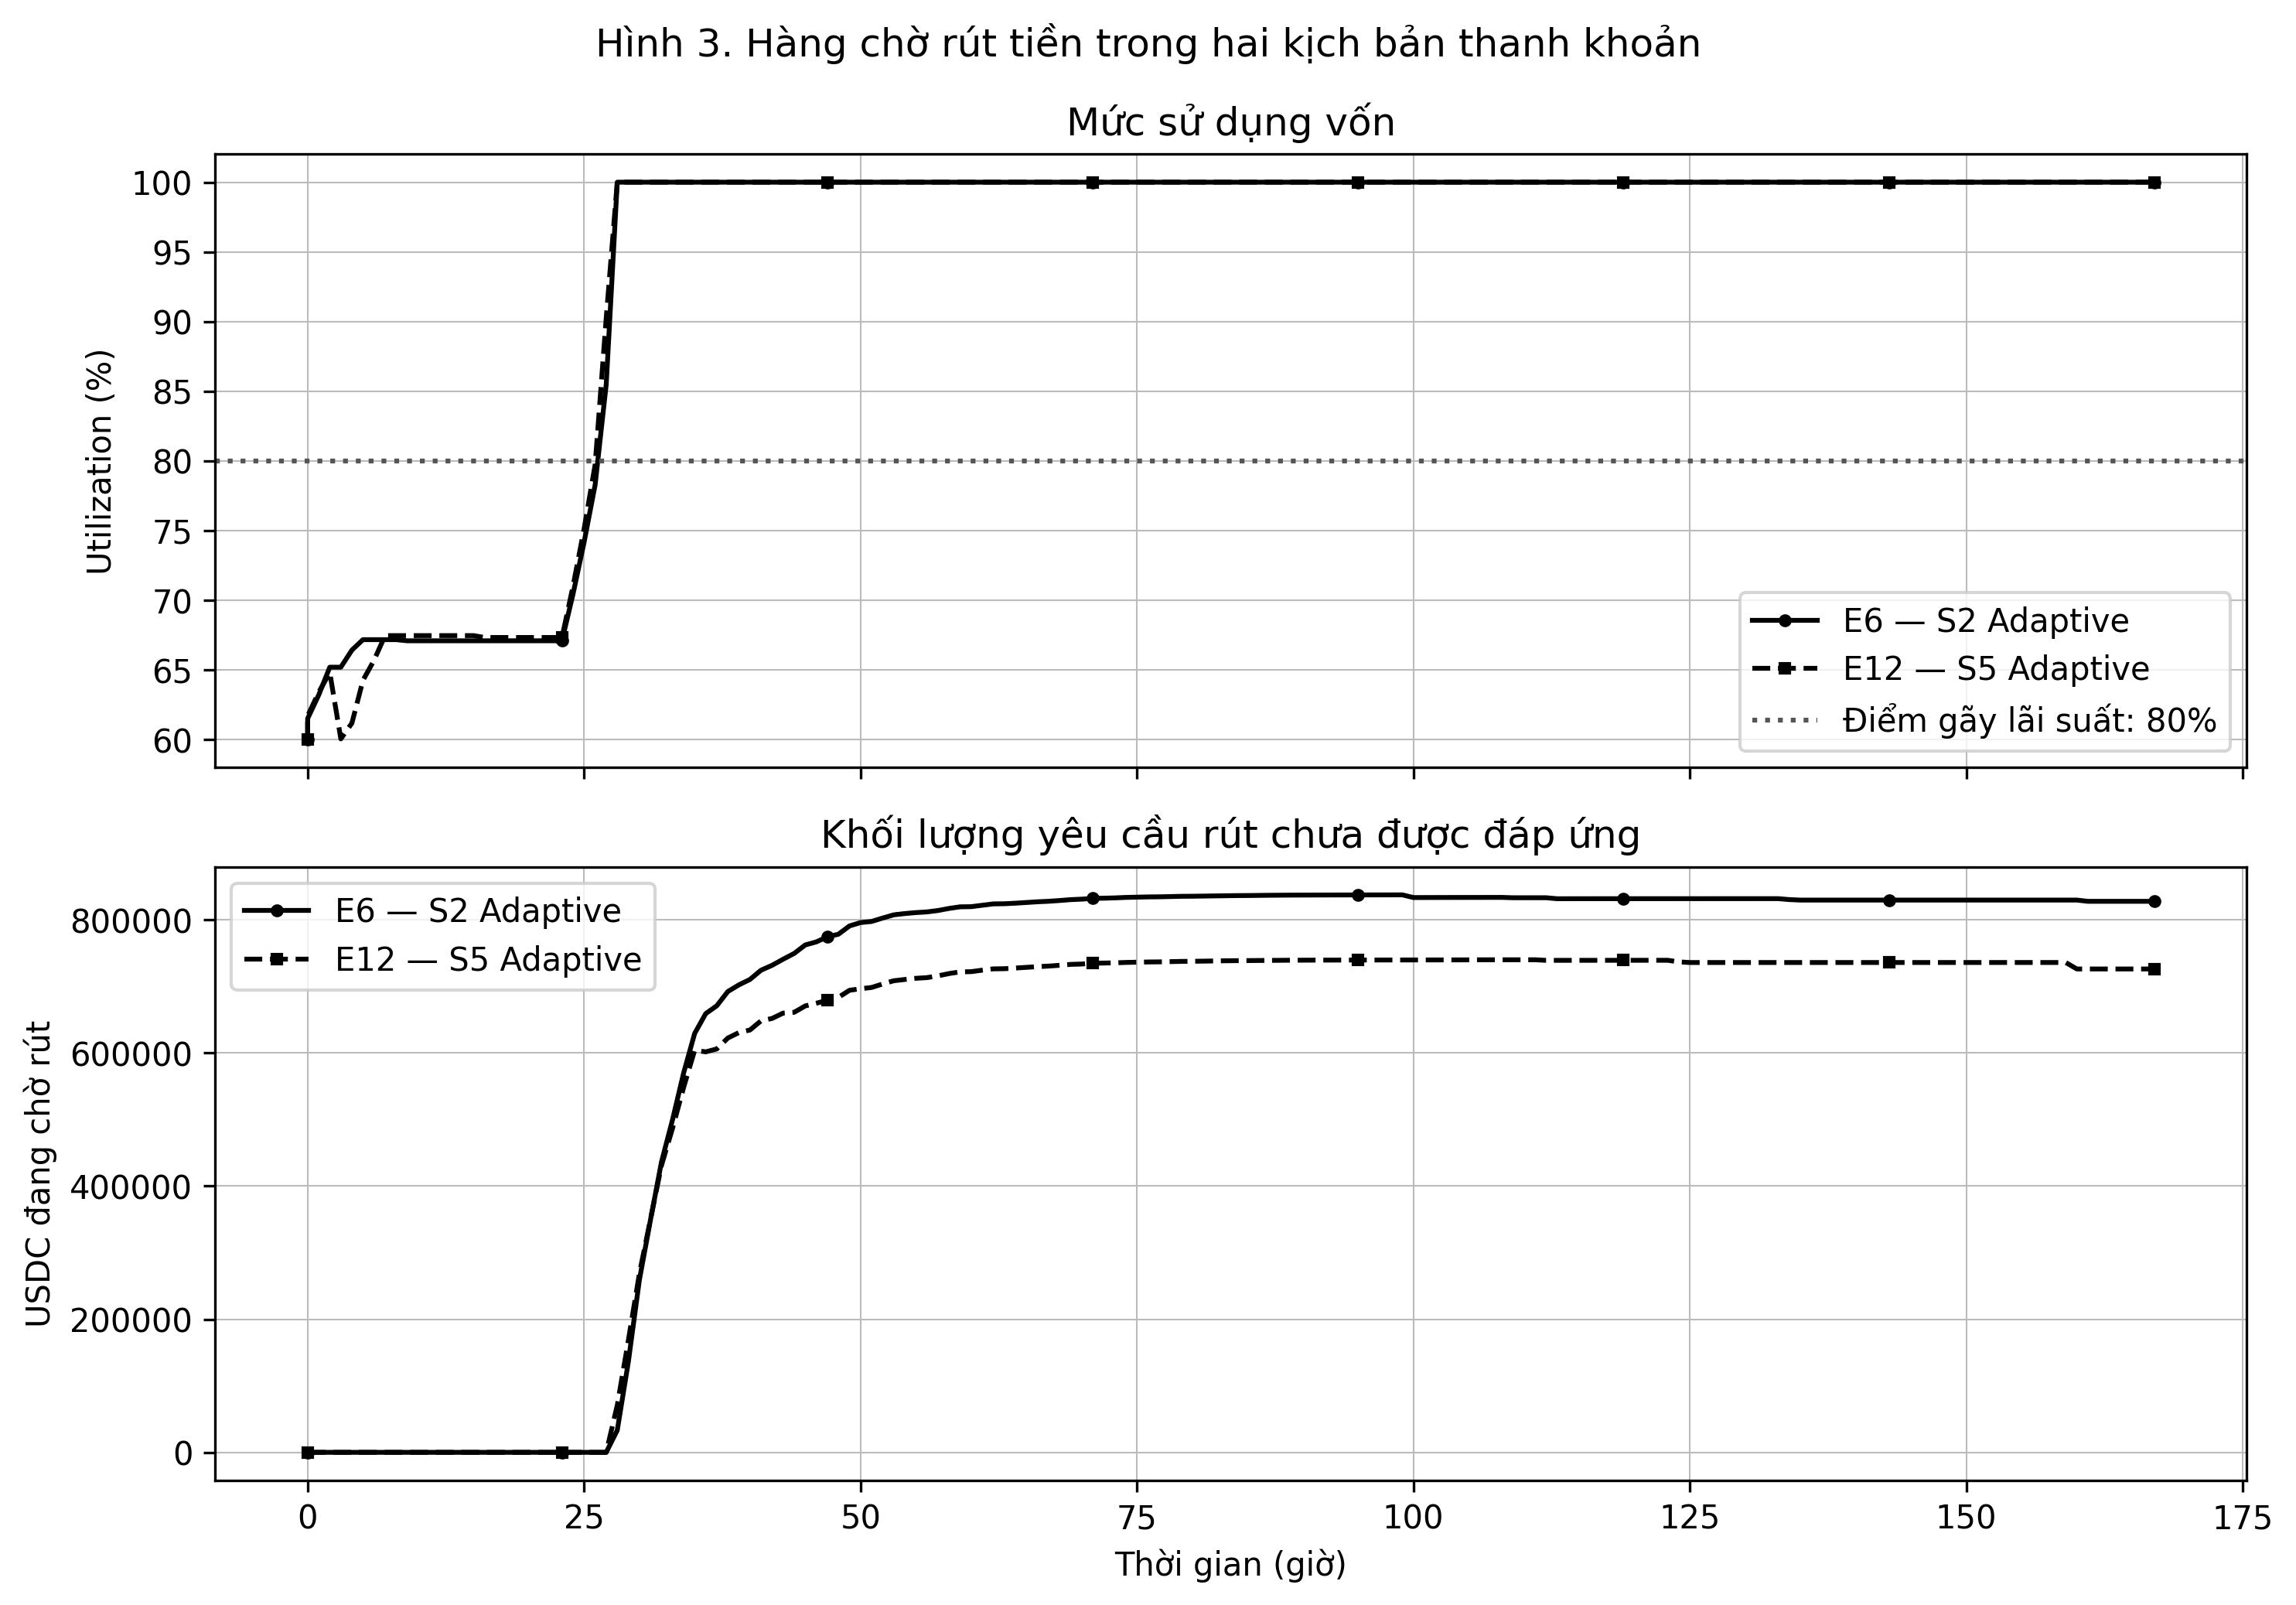 Hình 3. Hàng chờ rút tiền trong hai kịch bản thanh khoản
Mức sử dụng vốn
100
95
90
85
80
75
70
65
60
Utilization (%)
E6 — S2 Adaptive
E12 — S5 Adaptive
Điểm gãy lãi suất: 80%
Khối lượng yêu cầu rút chưa được đáp ứng
E6 — S2 Adaptive
E12 — S5 Adaptive
800000
600000
400000
200000
0
USDC đang chờ rút
0 25 50 75 100 125 150 175
Thời gian (giờ)